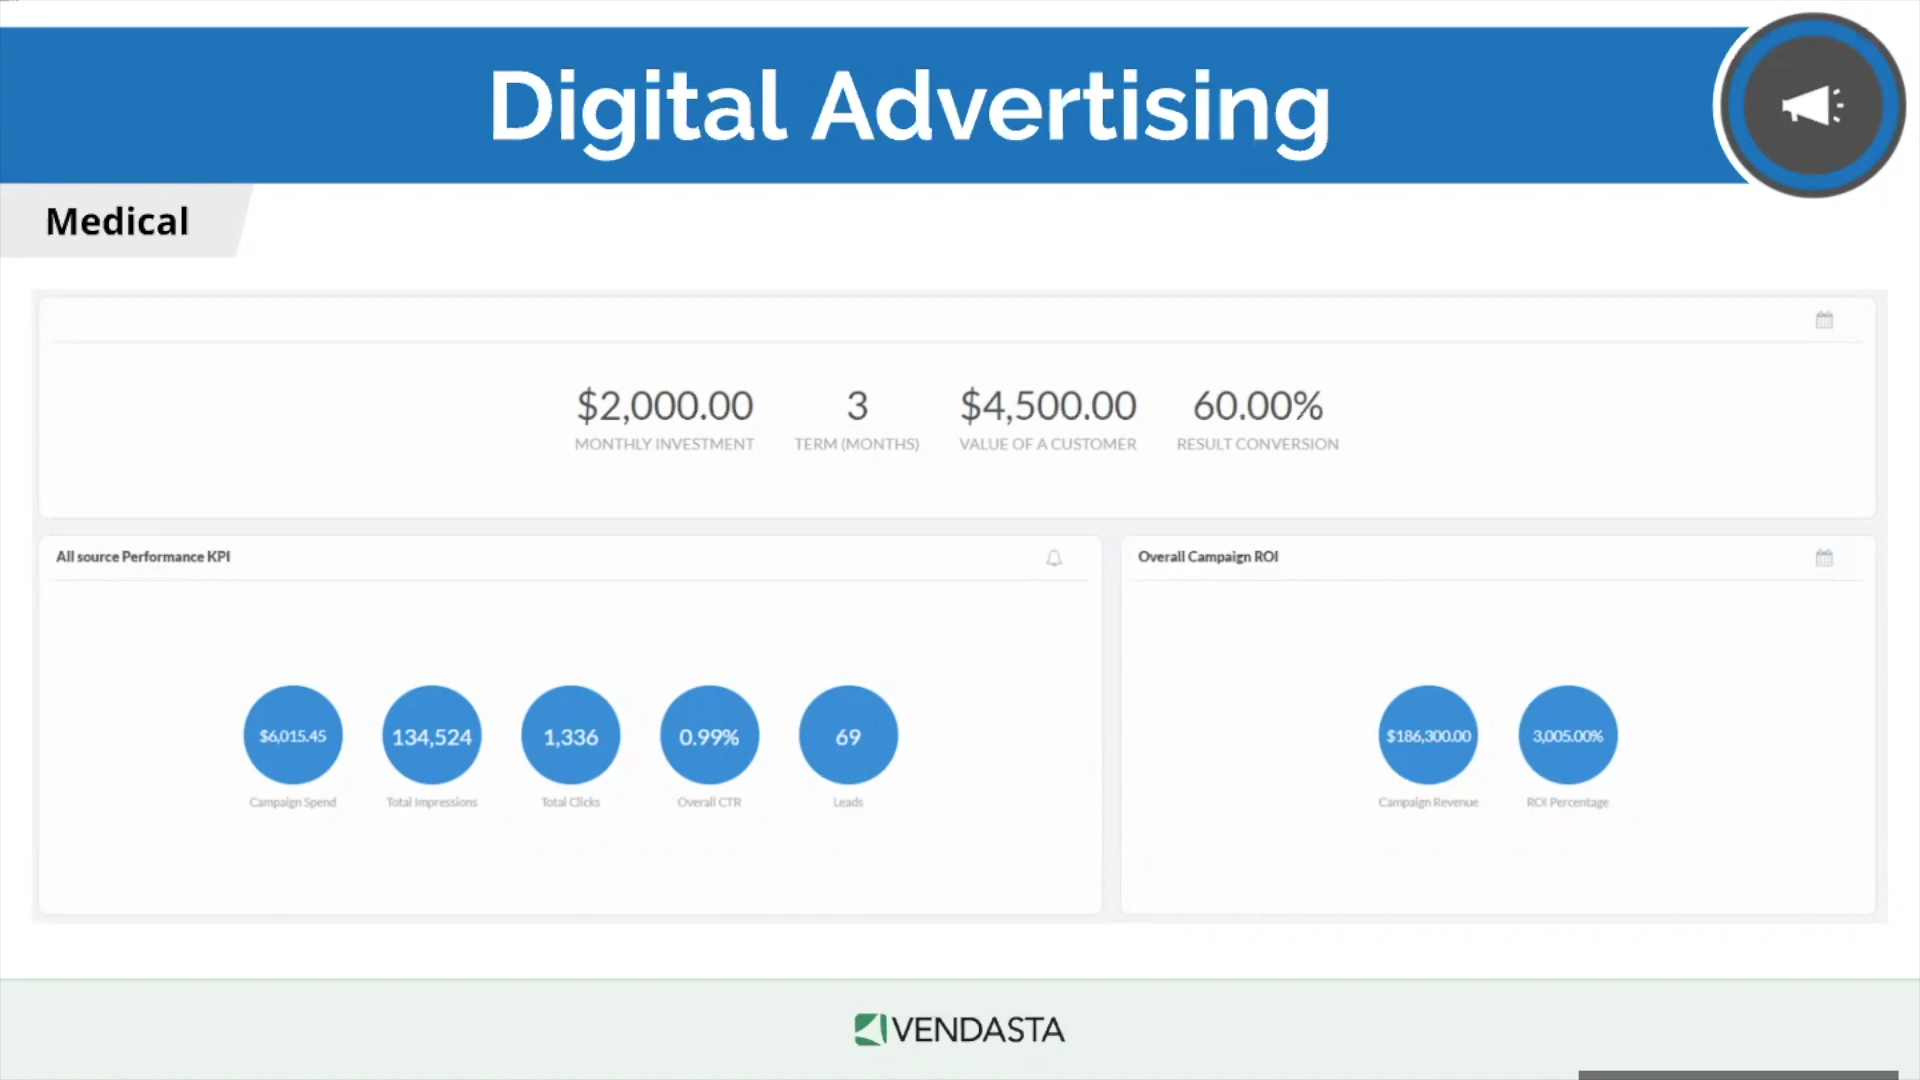 Digital Advertising
Medical
$2,000.00 3 $4,500.00 60.00%
MONTHLY INVESTMENT TERM (MONTHS) VALUE OF A CUSTOMER RESULT CONVERSION
All source Performance KPI
$6,015.45 134,524 1,336 0.99% 69
Campaign Spend Total Impressions Total Clicks Overall CTR Leads
Overall Campaign ROI
$186,300.00 3,005.00%
Campaign Revenue ROI Percentage
VENDASTA